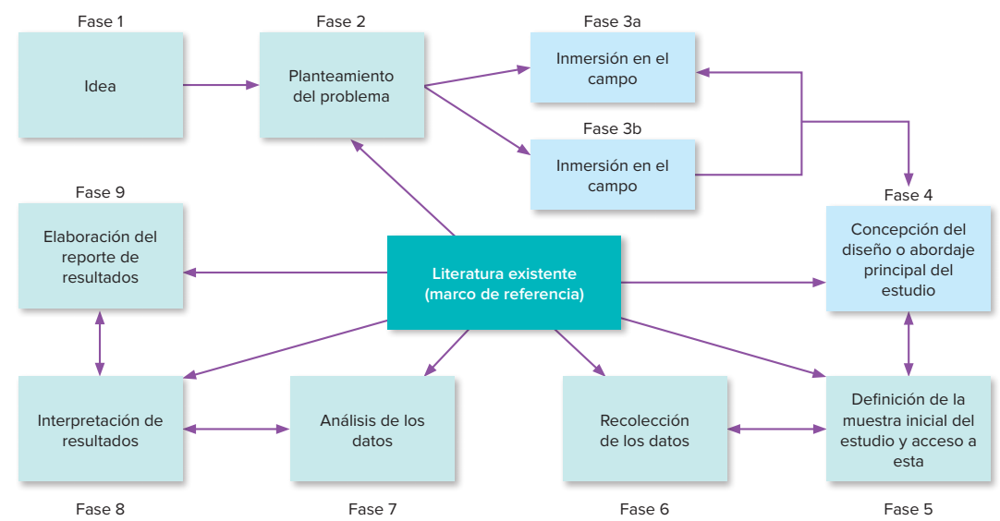 Fase 1
Idea
Fase 2
Planteamiento
del problema
Fase 3a
Inmersión en el
campo
Fase 3b
Inmersión en el
campo
Fase 4
Concepción del
diseño o abordaje
principal del
estudio
Fase 9
Elaboración del
reporte de
resultados
Literatura existente
(marco de referencia)
Interpretación de
resultados
Fase 8
Análisis de los
datos
Fase 7
Recolección
de los datos
Fase 6
Definición de la
muestra inicial del
estudio y acceso a
esta
Fase 5